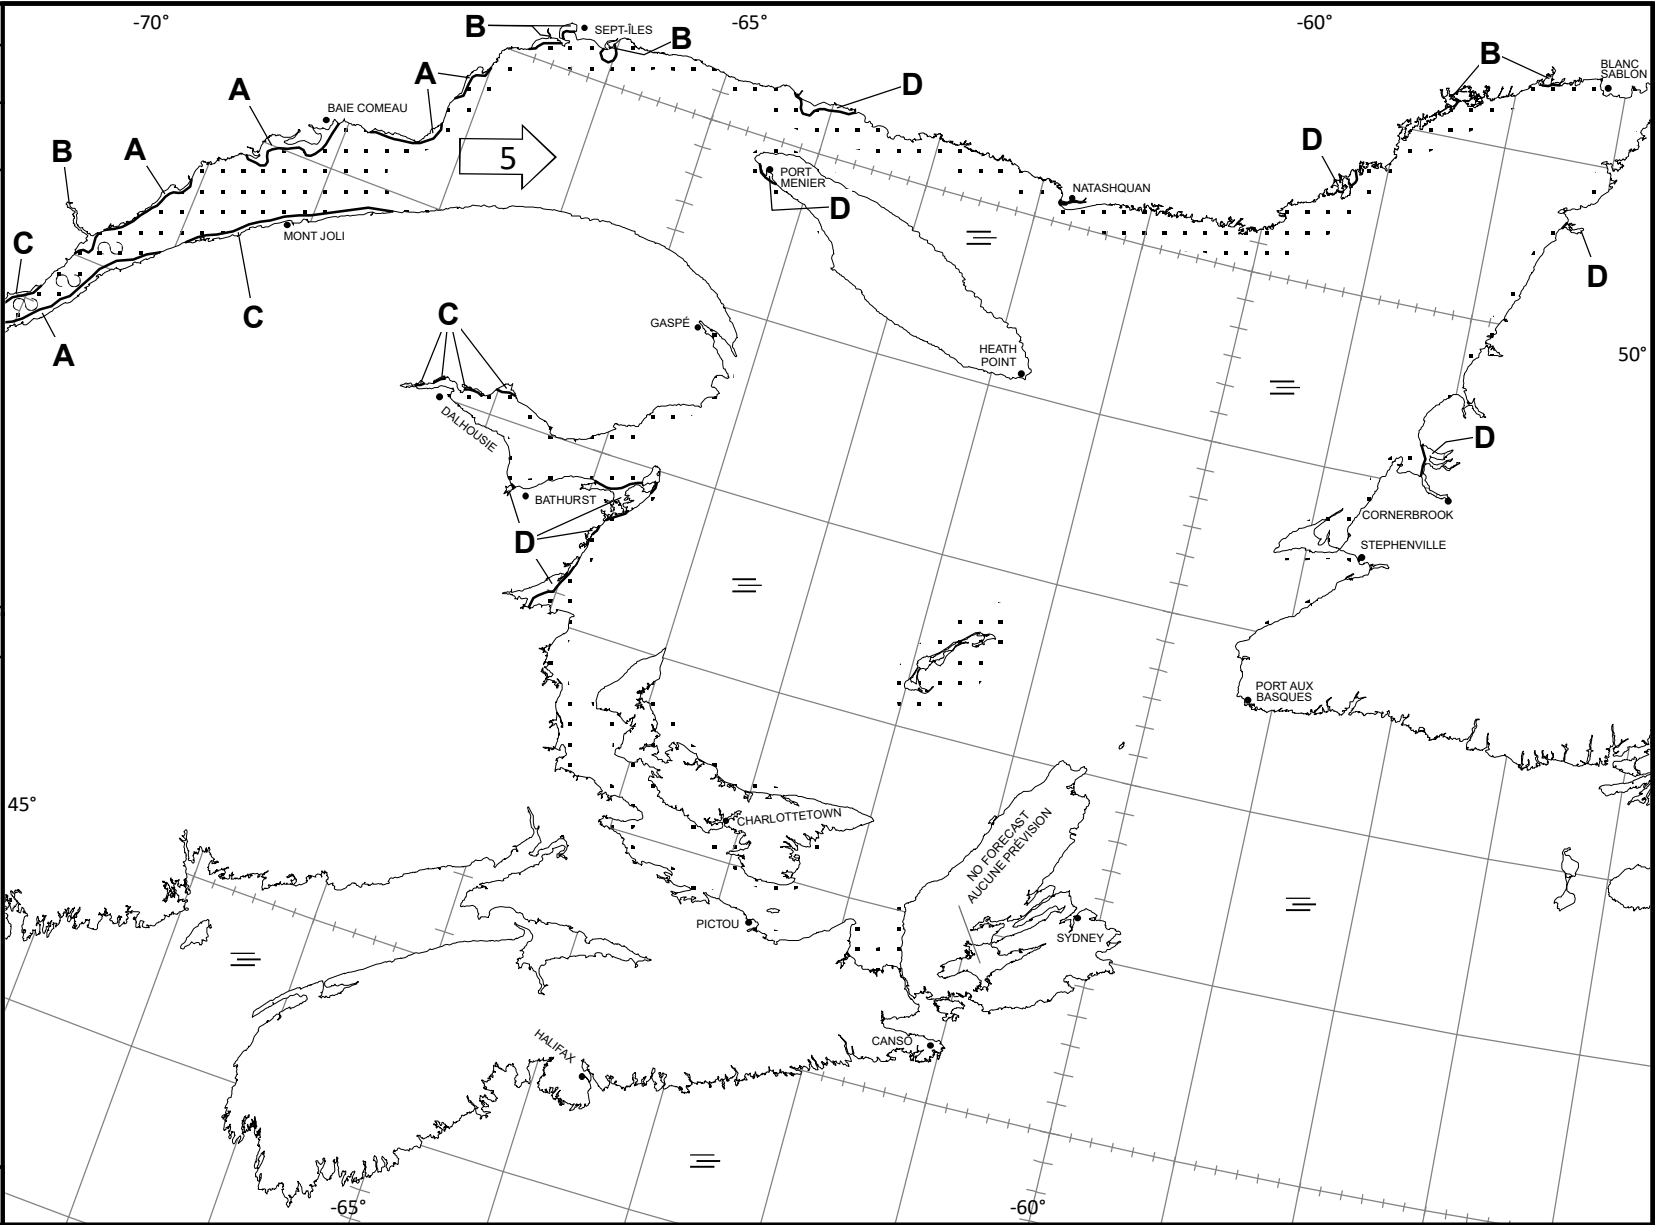 -70°
-65°
-60°
B
SEPT-ÎLES
B
B
BLANC
SABLON
A
A
D
BAIE COMEAU
B
A
5
D
PORT
MENIER
D
NATASHQUAN
MONT JOLI
C
D
C
A
C
GASPÉ
HEATH
POINT
50°
DALHOUSIE
D
BATHURST
CORNERBROOK
D
STEPHENVILLE
PORT AUX
BASQUES
45°
CHARLOTTETOWN
NO FORECAST
AUCUNE PRÉVISION
PICTOU
SYDNEY
CANSO
HALIFAX
-65°
-60°